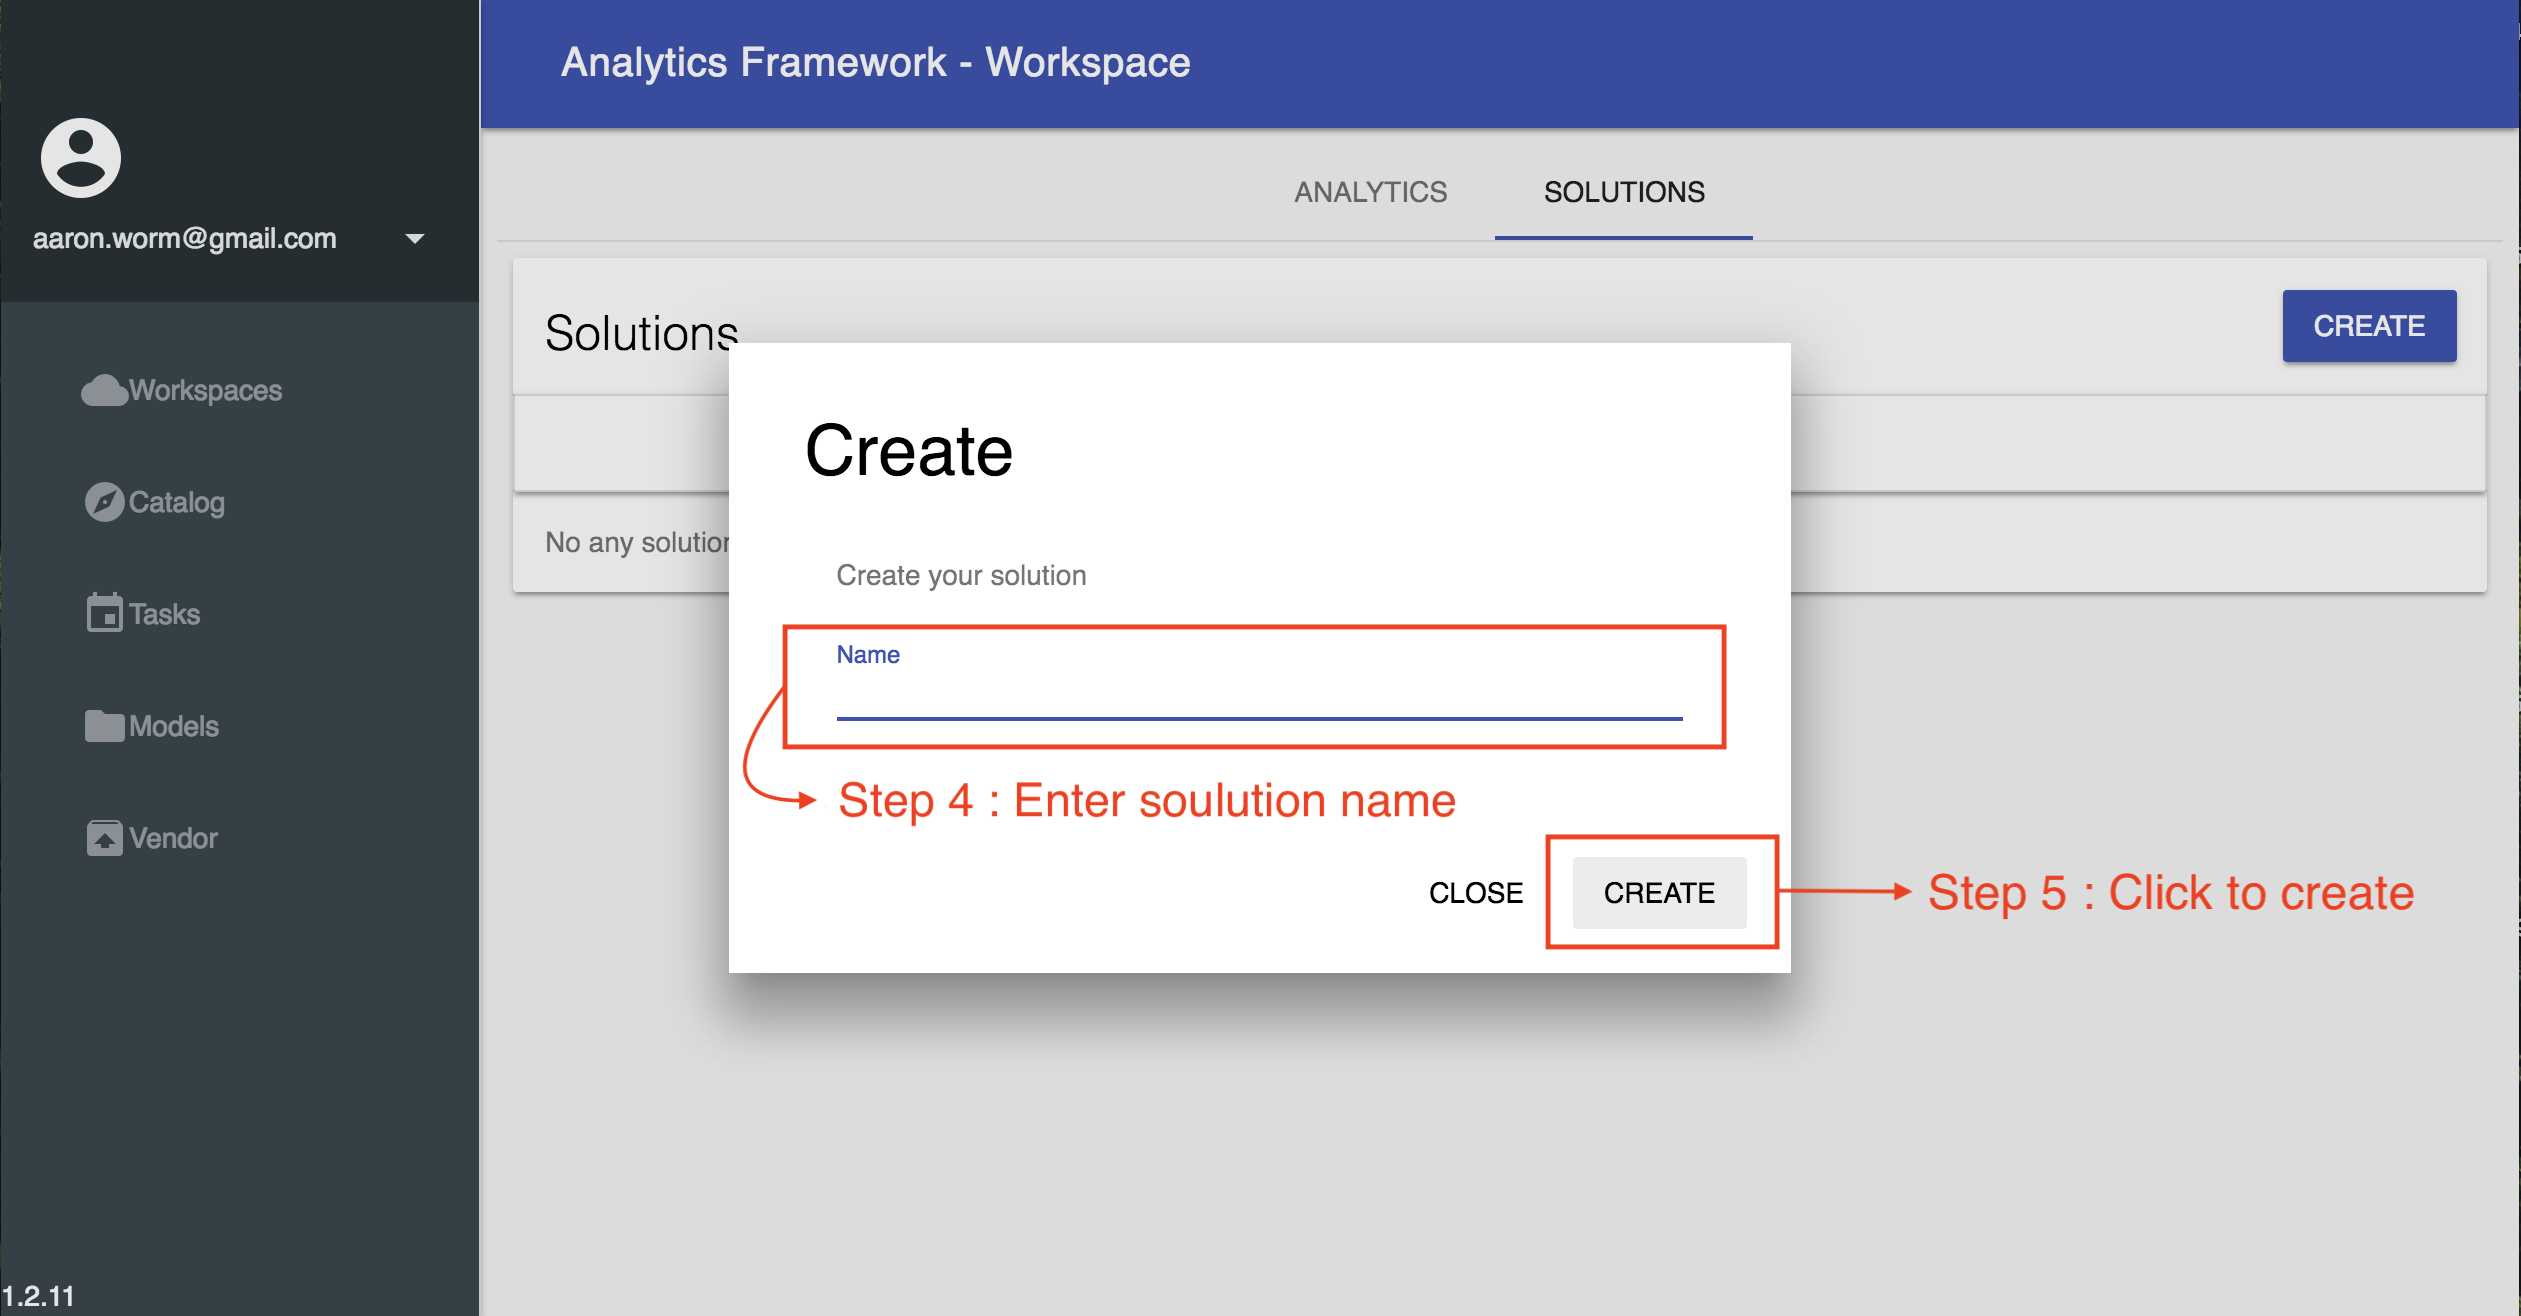 Analytics Framework - Workspace
aaron.worm@gmail.com
ANALYTICS
SOLUTIONS
Workspaces
Catalog
Tasks
Models
Vendor
1.2.11
Solutions
CREATE
No any solution
Create
Create your solution
Name
Step 4 : Enter soulution name
CLOSE
CREATE
Step 5 : Click to create